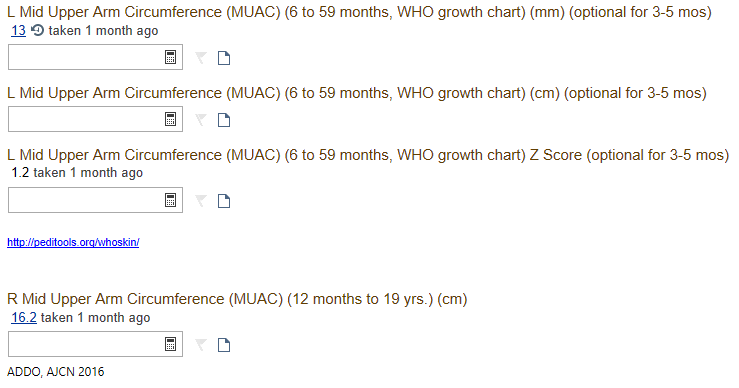 L Mid Upper Arm Circumference (MUAC) (6 to 59 months, WHO growth chart) (mm) (optional for 3-5 mos)
13 taken 1 month ago
L Mid Upper Arm Circumference (MUAC) (6 to 59 months, WHO growth chart) (cm) (optional for 3-5 mos)
L Mid Upper Arm Circumference (MUAC) (6 to 59 months, WHO growth chart) Z Score (optional for 3-5 mos)
1.2 taken 1 month ago
http://peditools.org/whoskin/
R Mid Upper Arm Circumference (MUAC) (12 months to 19 yrs.) (cm)
16.2 taken 1 month ago
ADDO, AJCN 2016